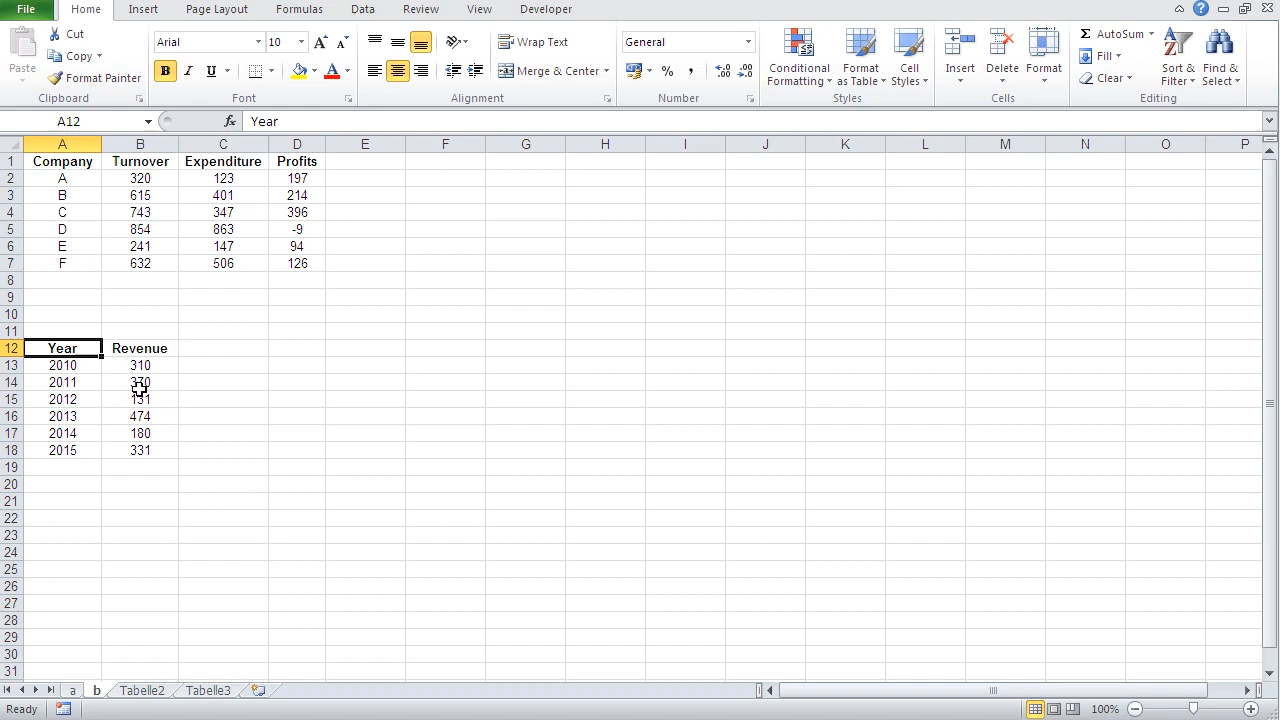 File Home Insert Page Layout Formulas Data Review View Developer
Paste Cut Copy Format Painter Clipboard
Arial 10 B I U A A A Font
Wrap Text Merge & Center Alignment
General % , Number
Conditional Formatting Format as Table Cell Styles Styles
Insert Delete Format Cells
Σ AutoSum Fill Clear Sort & Filter Find & Select Editing
A12 fx Year
A B C D E F G H I J K L M N O P
1 Company Turnover Expenditure Profits
2 A 320 123 197
3 B 615 401 214
4 C 743 347 396
5 D 854 863 -9
6 E 241 147 94
7 F 632 506 126
8
9
10
11
12 Year Revenue
13 2010 310
14 2011
15 2012
16 2013 474
17 2014 180
18 2015 331
19
20
21
22
23
24
25
26
27
28
29
30
31
a b Tabelle2 Tabelle3
Ready 100%